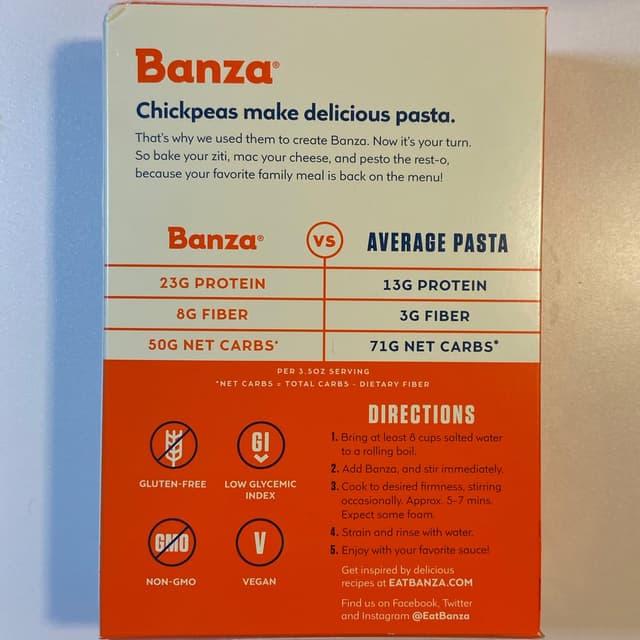 Banza®
Chickpeas make delicious pasta.
That's why we used them to create Banza. Now it's your turn.
So bake your ziti, mac your cheese, and pesto the rest-o,
because your favorite family meal is back on the menu!
Banza® VS AVERAGE PASTA
23G PROTEIN 13G PROTEIN
8G FIBER 3G FIBER
50G NET CARBS* 71G NET CARBS*
PER 3.5OZ SERVING
*NET CARBS = TOTAL CARBS - DIETARY FIBER
GLUTEN-FREE
GI
LOW GLYCEMIC
INDEX
GMO
NON-GMO
V
VEGAN
DIRECTIONS
1. Bring at least 8 cups salted water
to a rolling boil.
2. Add Banza, and stir immediately.
3. Cook to desired firmness, stirring
occasionally. Approx. 5-7 mins.
Expect some foam.
4. Strain and rinse with water.
5. Enjoy with your favorite sauce!
Get inspired by delicious
recipes at EATBANZA.COM
Find us on Facebook, Twitter
and Instagram @EatBanza